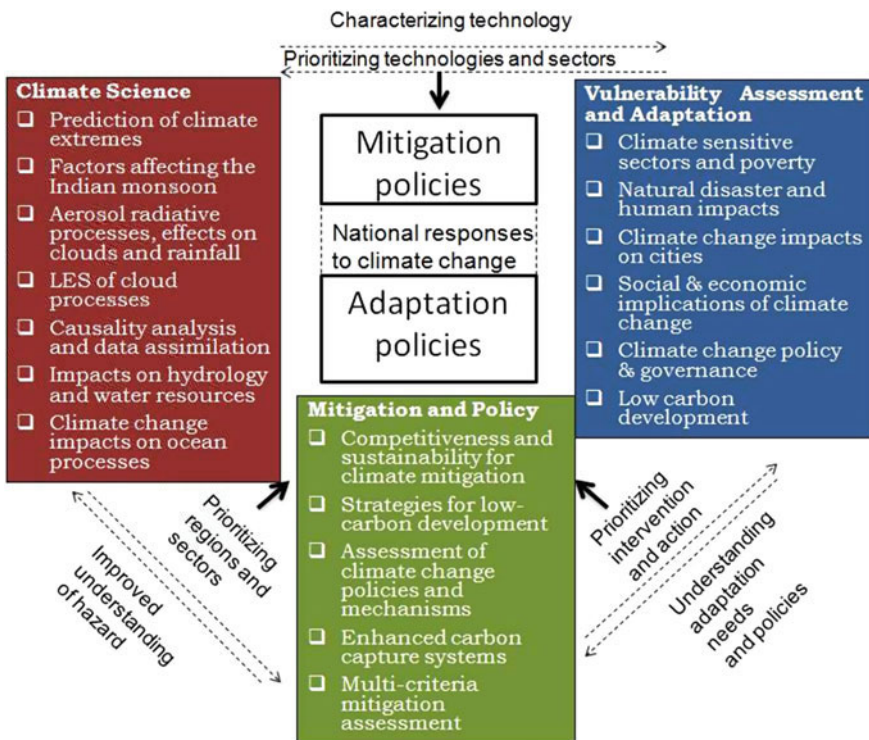 Characterizing technology
Prioritizing technologies and sectors
Climate Science
❑ Prediction of climate
extremes
❑ Factors affecting the
Indian monsoon
❑ Aerosol radiative
processes, effects on
clouds and rainfall
❑ LES of cloud
processes
❑ Causality analysis
and data assimilation
❑ Impacts on hydrology
and water resources
❑ Climate change
impacts on ocean
processes
Mitigation
policies
National responses
to climate change
Adaptation
policies
Vulnerability Assessment
and Adaptation
❑ Climate sensitive
sectors and poverty
❑ Natural disaster and
human impacts
❑ Climate change impacts
on cities
❑ Social & economic
implications of climate
change
❑ Climate change policy
& governance
❑ Low carbon
development
Mitigation and Policy
❑ Competitiveness and
sustainability for
climate mitigation
❑ Strategies for low-
carbon development
❑ Assessment of
climate change
policies and
mechanisms
❑ Enhanced carbon
capture systems
❑ Multi-criteria
mitigation
assessment
Prioritizing
regions and
sectors
Improved
understanding
of hazard
Prioritizing
intervention
and action
Understanding
adaptation
needs
and policies